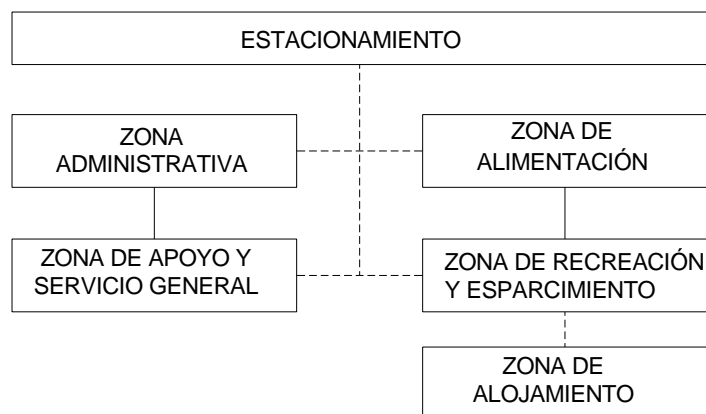 ESTACIONAMIENTO
ZONA
ADMINISTRATIVA
ZONA DE
ALIMENTACIÓN
ZONA DE APOYO Y
SERVICIO GENERAL
ZONA DE RECREACIÓN
Y ESPARCIMIENTO
ZONA DE
ALOJAMIENTO